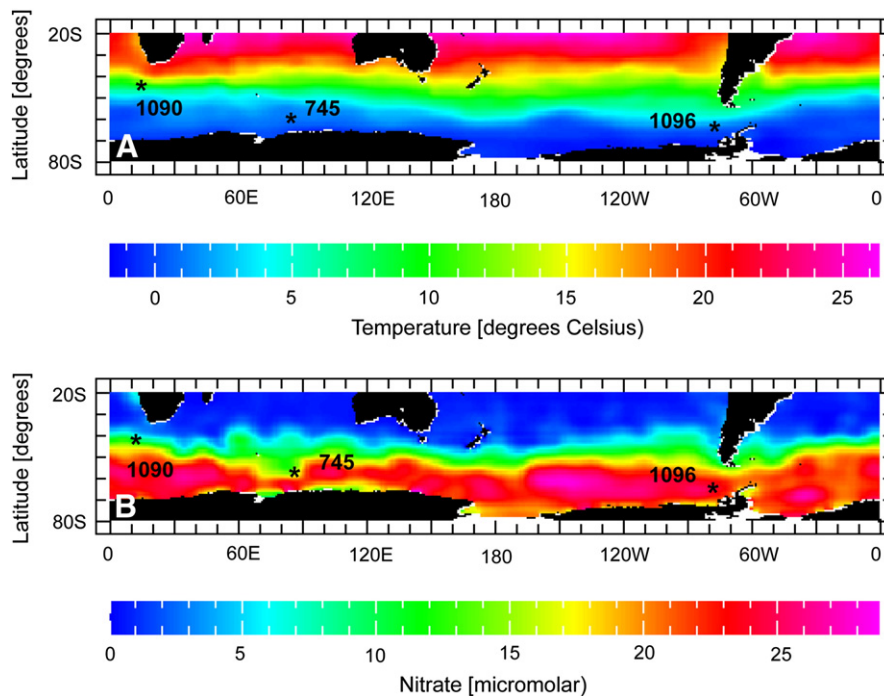 Latitude [degrees]
20S
80S
1090
745
1096
A
0
60E
120E
180
120W
60W
0
0
5
10
15
20
25
Temperature [degrees Celsius)
Latitude [degrees]
20S
80S
1090
745
1096
B
0
60E
120E
180
120W
60W
0
0
5
10
15
20
25
Nitrate [micromolar)